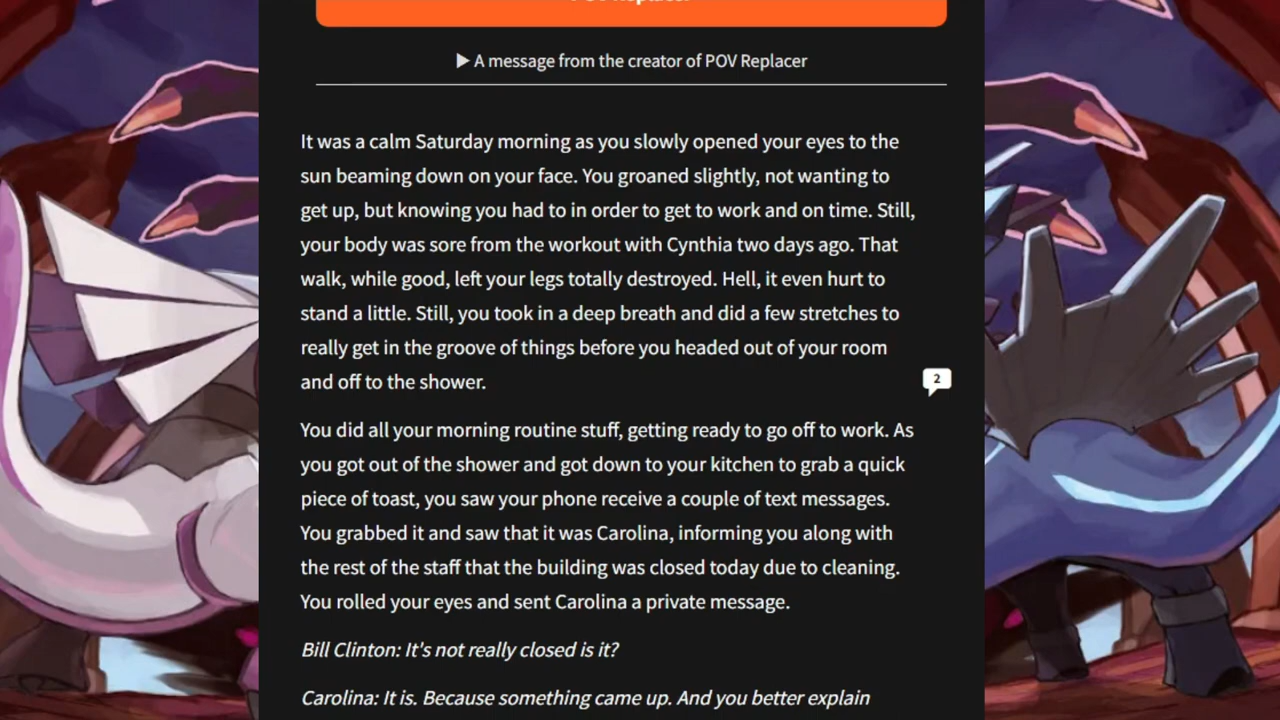 POV Replacer
▶ A message from the creator of POV Replacer
It was a calm Saturday morning as you slowly opened your eyes to the
sun beaming down on your face. You groaned slightly, not wanting to
get up, but knowing you had to in order to get to work and on time. Still,
your body was sore from the workout with Cynthia two days ago. That
walk, while good, left your legs totally destroyed. Hell, it even hurt to
stand a little. Still, you took in a deep breath and did a few stretches to
really get in the groove of things before you headed out of your room
and off to the shower.
2
You did all your morning routine stuff, getting ready to go off to work. As
you got out of the shower and got down to your kitchen to grab a quick
piece of toast, you saw your phone receive a couple of text messages.
You grabbed it and saw that it was Carolina, informing you along with
the rest of the staff that the building was closed today due to cleaning.
You rolled your eyes and sent Carolina a private message.
Bill Clinton: It's not really closed is it?
Carolina: It is. Because something came up. And you better explain